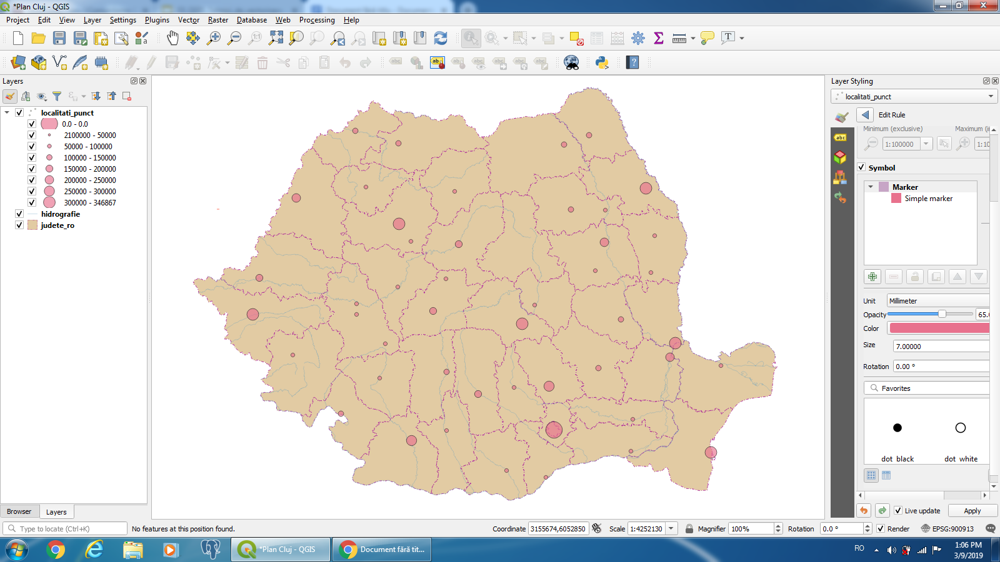 *Plan Cluj - QGIS
Project Edit View Layer Settings Plugins Vector Raster Database Web Processing Help
Layers
localitati_punct
0.0 - 0.0
2100000 - 50000
50000 - 100000
100000 - 150000
150000 - 200000
200000 - 250000
250000 - 300000
300000 - 346867
hidrografie
judete_ro
Browser Layers
Layer Styling
localitati_punct
Edit Rule
Minimum (exclusive) Maximum (i
1:100000 1:10
Symbol
Marker
Simple marker
Unit Millimeter
Opacity 65.
Color
Size 7.00000
Rotation 0.00 °
Favorites
dot black dot white
Live update Apply
Type to locate (Ctrl+K) No features at this position found. Coordinate 3155674,6052850 Scale 1:4252130 Magnifier 100% Rotation 0.0 ° Render EPSG:900913
*Plan Cluj - QGIS
Document fără tit...
RO
1:06 PM
3/9/2019